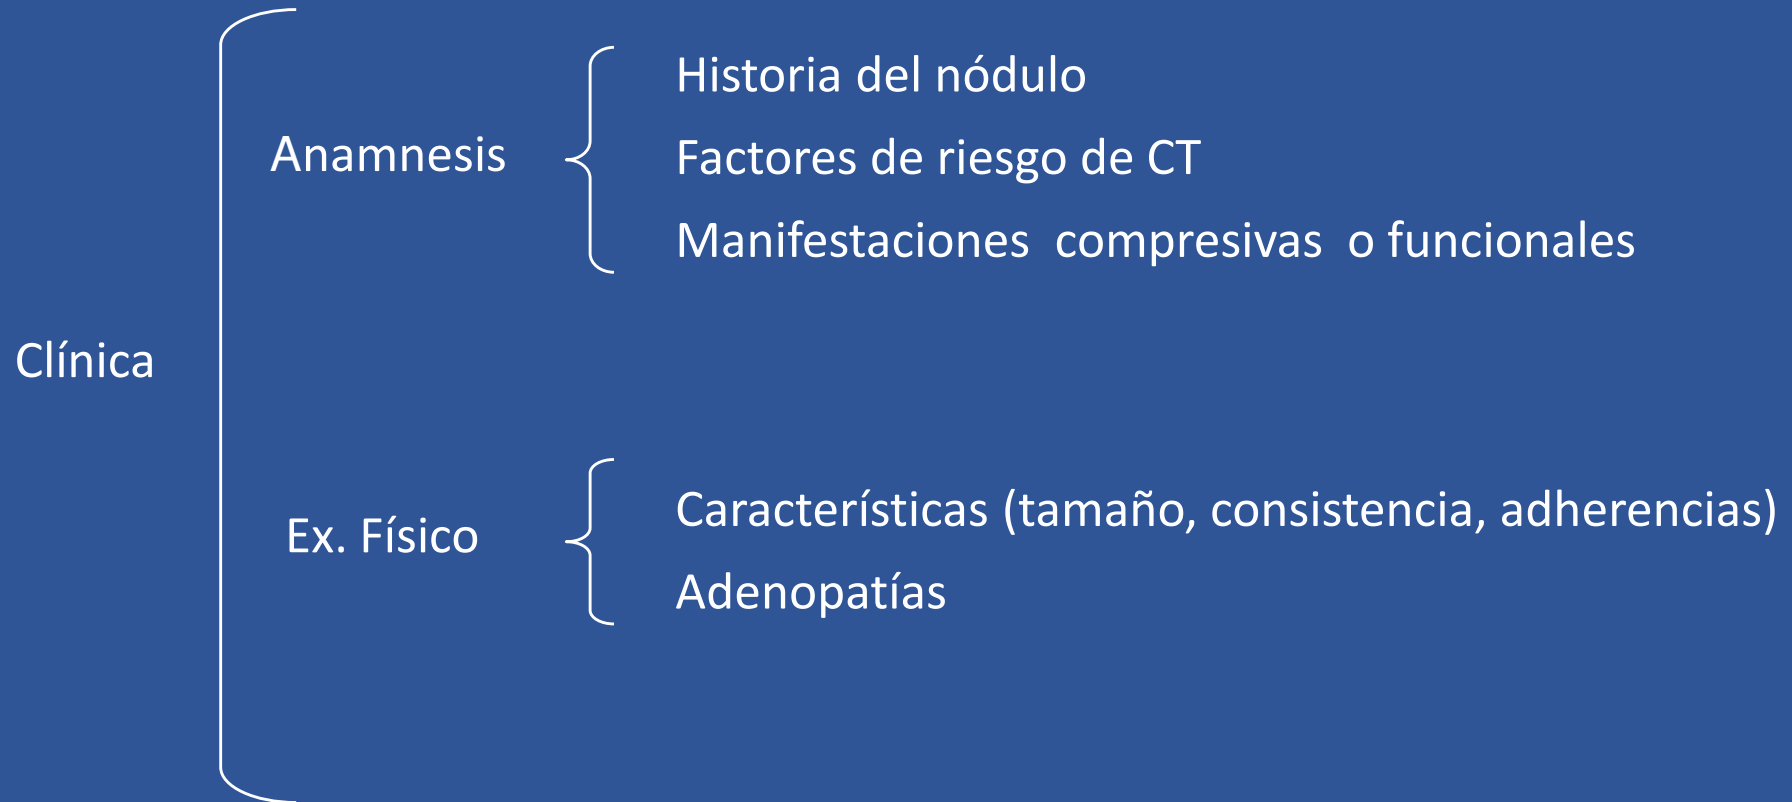 Historia del nódulo
Anamnesis
Factores de riesgo de CT
Manifestaciones compresivas o funcionales
Clínica
Características (tamaño, consistencia, adherencias)
Ex. Físico
Adenopatías